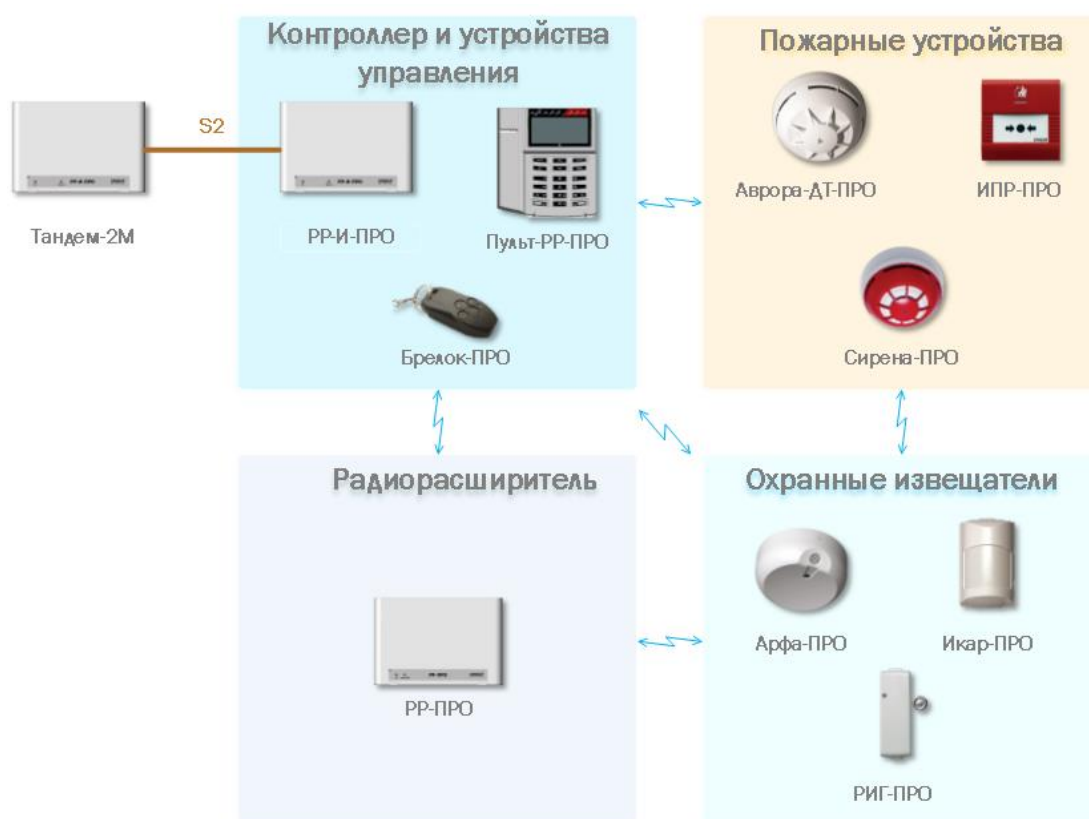 Контроллер и устройства
управления
Пожарные устройства
S2
Тандем-2М
РР-И-ПРО
Пульт-РР-ПРО
Брелок-ПРО
Аврора-ДТ-ПРО
ИПР-ПРО
Сирена-ПРО
Радиорасширитель
РР-ПРО
Охранные извещатели
Арфа-ПРО
Икар-ПРО
РИГ-ПРО